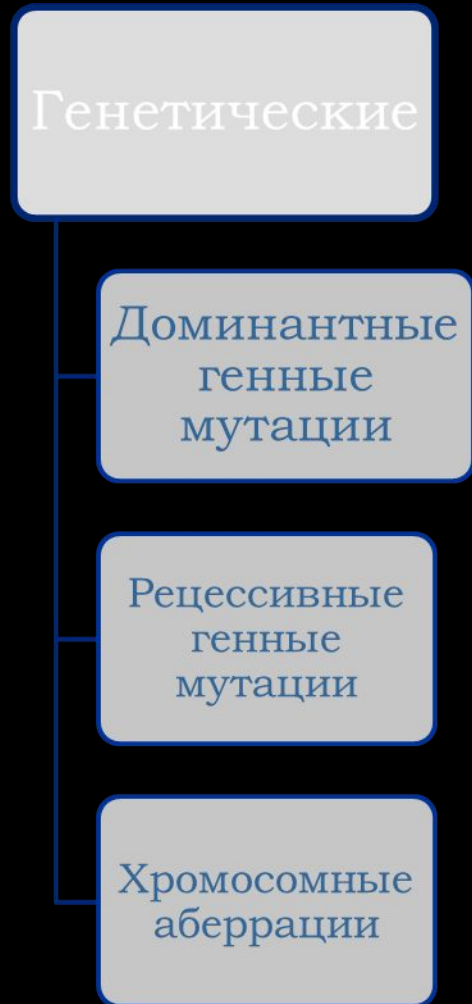 Генетические
Доминантные
генные
мутации
Рецессивные
генные
мутации
Хромосомные
аберрации